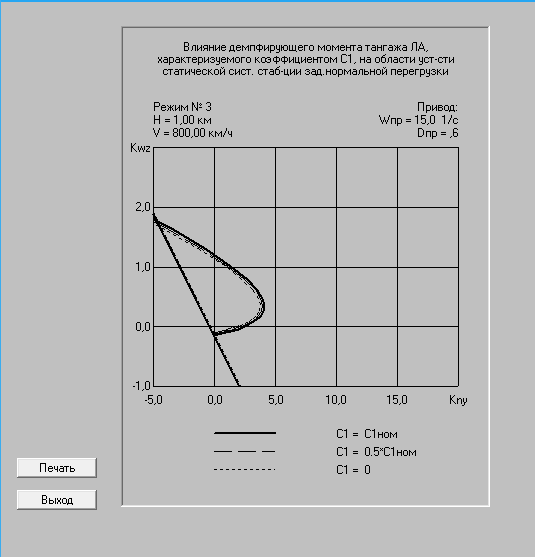 Влияние демпфирующего момента тангажа ЛА,
характеризуемого коэффициентом С1, на области уст-сти
статической сист. стаб-ции зад.нормальной перегрузки
Режим № 3
H = 1,00 км
V = 800,00 км/ч
Привод:
Wпр = 15,0 1/с
Dпр = ,6
Kwz
2,0
1,0
0,0
-1,0
-5,0 0,0 5,0 10,0 15,0 Kny
C1 = C1ном
C1 = 0.5*C1ном
C1 = 0
Печать
Выход